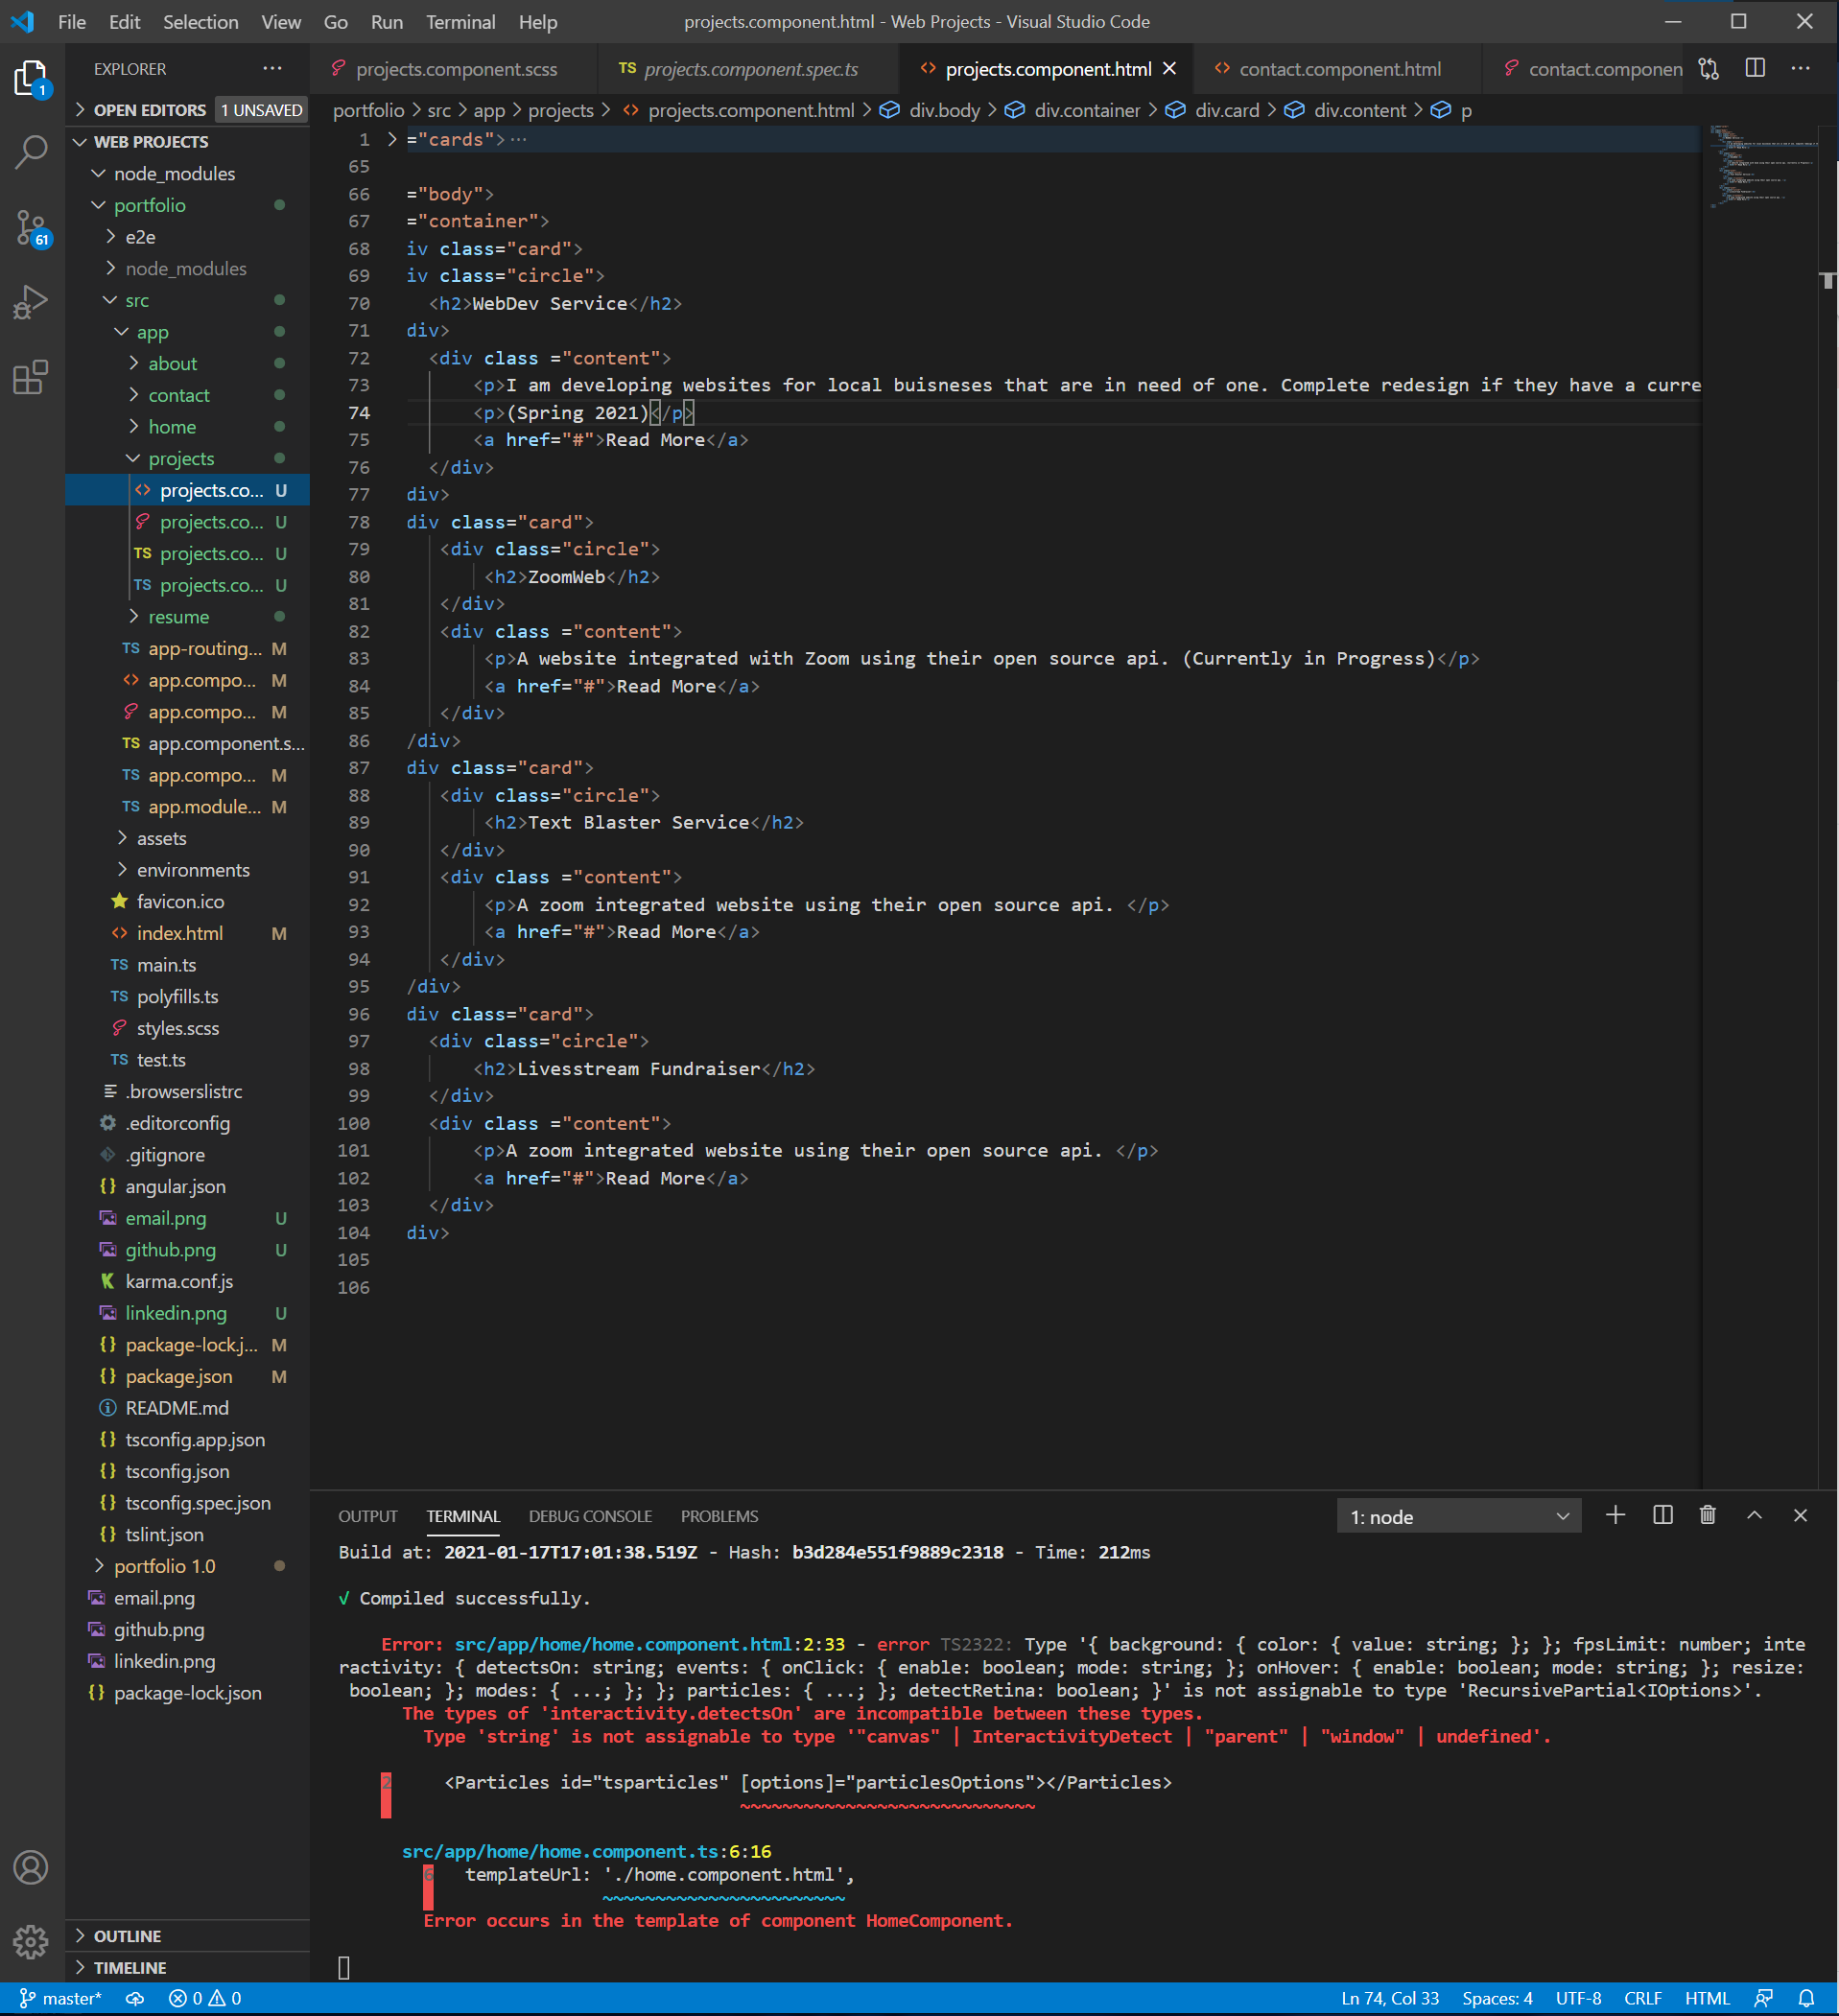 File Edit Selection View Go Run Terminal Help
projects.component.html - Web Projects - Visual Studio Code
EXPLORER
projects.component.scss
TS projects.component.spec.ts
projects.component.html
contact.component.html
contact.componen
OPEN EDITORS 1 UNSAVED
portfolio > src > app > projects > projects.component.html > div.body > div.container > div.card > div.content > p
1
61
WEB PROJECTS
node_modules
portfolio
e2e
node_modules
src
app
about
contact
home
projects
projects.co... U
projects.co... U
TS projects.co... U
TS projects.co... U
resume
TS app-routing... M
app.compo... M
app.compo... M
TS app.component.s...
TS app.compo... M
TS app.module... M
assets
environments
favicon.ico
index.html M
TS main.ts
TS polyfills.ts
styles.scss
TS test.ts
.browserslistrc
.editorconfig
.gitignore
{} angular.json
email.png U
github.png U
karma.conf.js
linkedin.png U
{} package-lock.j... M
{} package.json M
README.md
{} tsconfig.app.json
{} tsconfig.json
{} tsconfig.spec.json
{} tslint.json
portfolio 1.0
email.png
github.png
linkedin.png
{} package-lock.json
OUTLINE
TIMELINE
1 ="cards">···
65
66 ="body">
67 ="container">
68 iv class="card">
69 iv class="circle">
70 <h2>WebDev Service</h2>
71 div>
72 <div class ="content">
73 <p>I am developing websites for local buisneses that are in need of one. Complete redesign if they have a curre
74 <p>(Spring 2021)</p>
75 <a href="#">Read More</a>
76 </div>
77 div>
78 div class="card">
79 <div class="circle">
80 <h2>ZoomWeb</h2>
81 </div>
82 <div class ="content">
83 <p>A website integrated with Zoom using their open source api. (Currently in Progress)</p>
84 <a href="#">Read More</a>
85 </div>
86 /div>
87 div class="card">
88 <div class="circle">
89 <h2>Text Blaster Service</h2>
90 </div>
91 <div class ="content">
92 <p>A zoom integrated website using their open source api. </p>
93 <a href="#">Read More</a>
94 </div>
95 /div>
96 div class="card">
97 <div class="circle">
98 <h2>Livesstream Fundraiser</h2>
99 </div>
100 <div class ="content">
101 <p>A zoom integrated website using their open source api. </p>
102 <a href="#">Read More</a>
103 </div>
104 div>
105
106
OUTPUT TERMINAL DEBUG CONSOLE PROBLEMS
1: node
Build at: 2021-01-17T17:01:38.519Z - Hash: b3d284e551f9889c2318 - Time: 212ms
√ Compiled successfully.
Error: src/app/home/home.component.html:2:33 - error TS2322: Type '{ background: { color: { value: string; }; }; fpsLimit: number; inte
ractivity: { detectsOn: string; events: { onClick: { enable: boolean; mode: string; }; onHover: { enable: boolean; mode: string; }; resize:
boolean; }; modes: { ...; }; }; particles: { ...; }; detectRetina: boolean; }' is not assignable to type 'RecursivePartial<IOptions>'.
The types of 'interactivity.detectsOn' are incompatible between these types.
Type 'string' is not assignable to type '"canvas" | InteractivityDetect | "parent" | "window" | undefined'.
2 <Particles id="tsparticles" [options]="particlesOptions"></Particles>
~~~~~~~~~~~~~~~~~~~~~~~~~~~~
src/app/home/home.component.ts:6:16
6 templateUrl: './home.component.html',
~~~~~~~~~~~~~~~~~~~~~~~
Error occurs in the template of component HomeComponent.
master* 0 0
Ln 74, Col 33 Spaces: 4 UTF-8 CRLF HTML